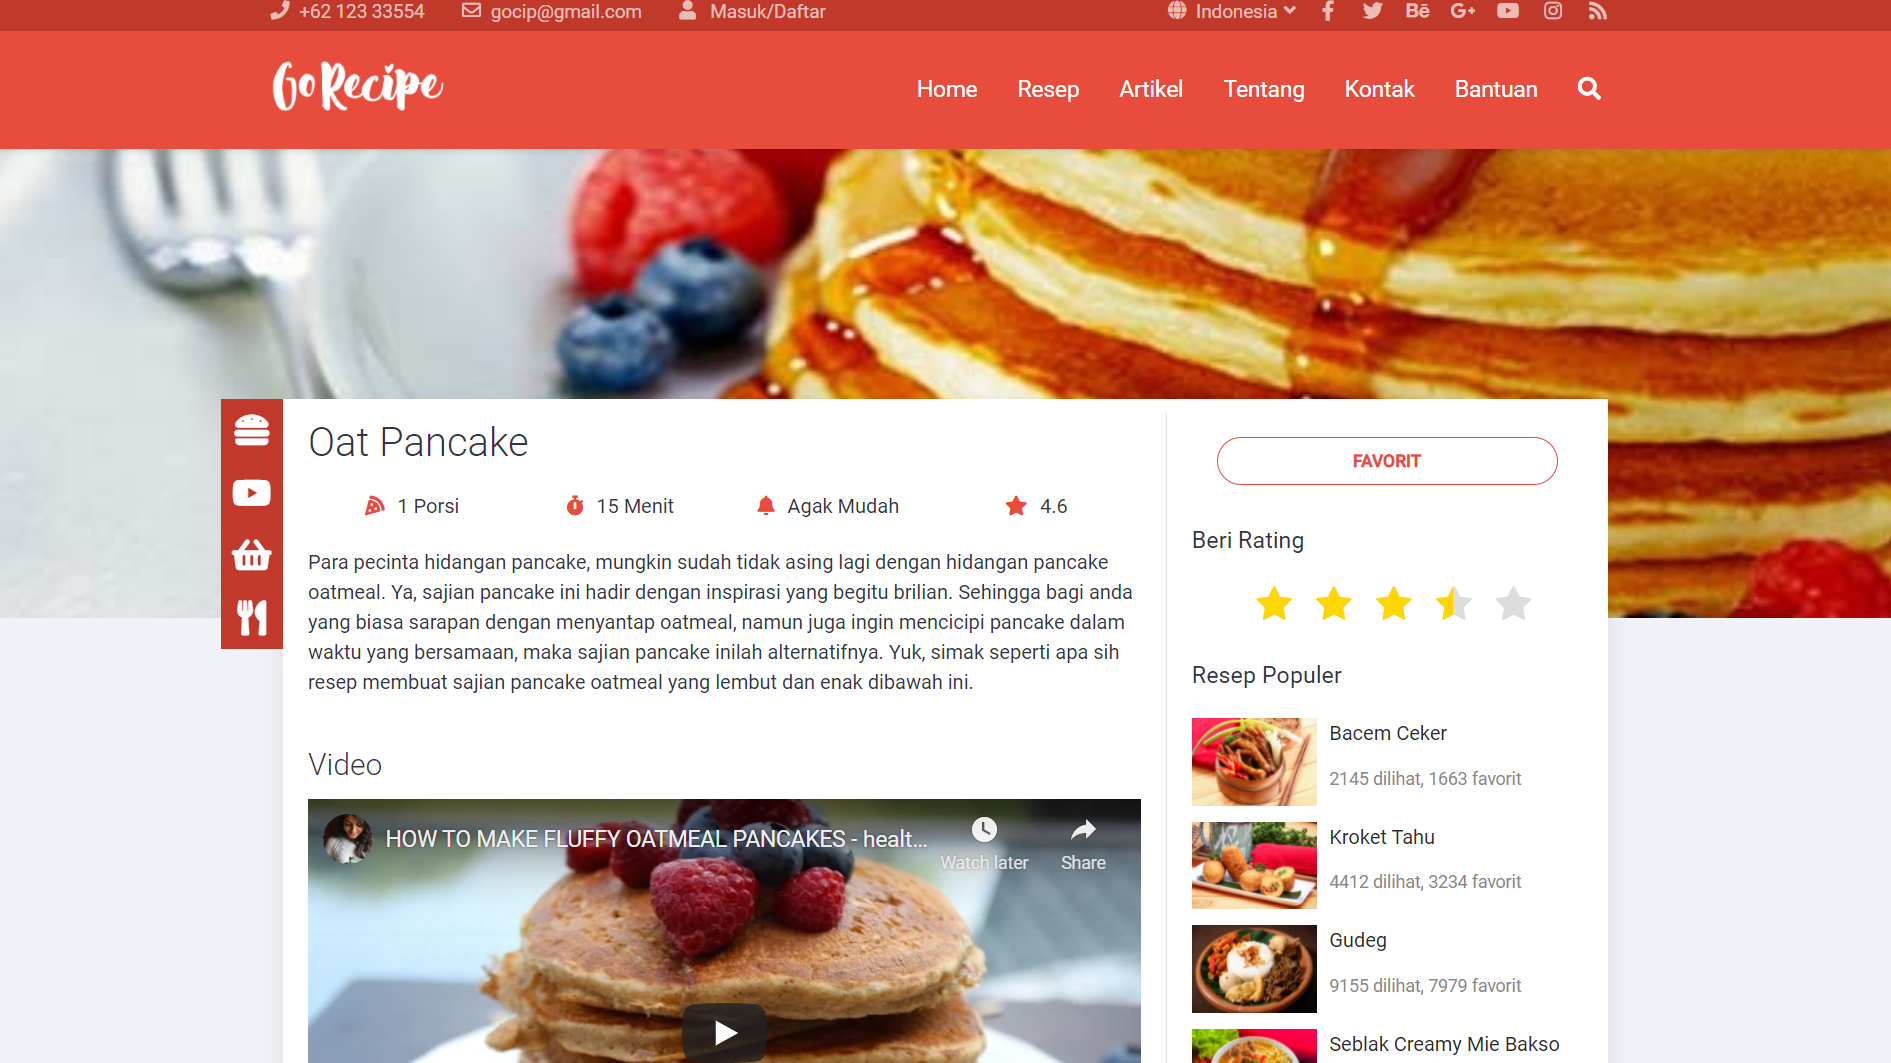 +62 123 33554 gocip@gmail.com Masuk/Daftar Indonesia
Go Recipe
Home Resep Artikel Tentang Kontak Bantuan
Oat Pancake
1 Porsi 15 Menit Agak Mudah 4.6
Para pecinta hidangan pancake, mungkin sudah tidak asing lagi dengan hidangan pancake
oatmeal. Ya, sajian pancake ini hadir dengan inspirasi yang begitu brilian. Sehingga bagi anda
yang biasa sarapan dengan menyantap oatmeal, namun juga ingin mencicipi pancake dalam
waktu yang bersamaan, maka sajian pancake inilah alternatifnya. Yuk, simak seperti apa sih
resep membuat sajian pancake oatmeal yang lembut dan enak dibawah ini.
Video
HOW TO MAKE FLUFFY OATMEAL PANCAKES - healt...
Watch later
Share
FAVORIT
Beri Rating
Resep Populer
Bacem Ceker
2145 dilihat, 1663 favorit
Kroket Tahu
4412 dilihat, 3234 favorit
Gudeg
9155 dilihat, 7979 favorit
Seblak Creamy Mie Bakso